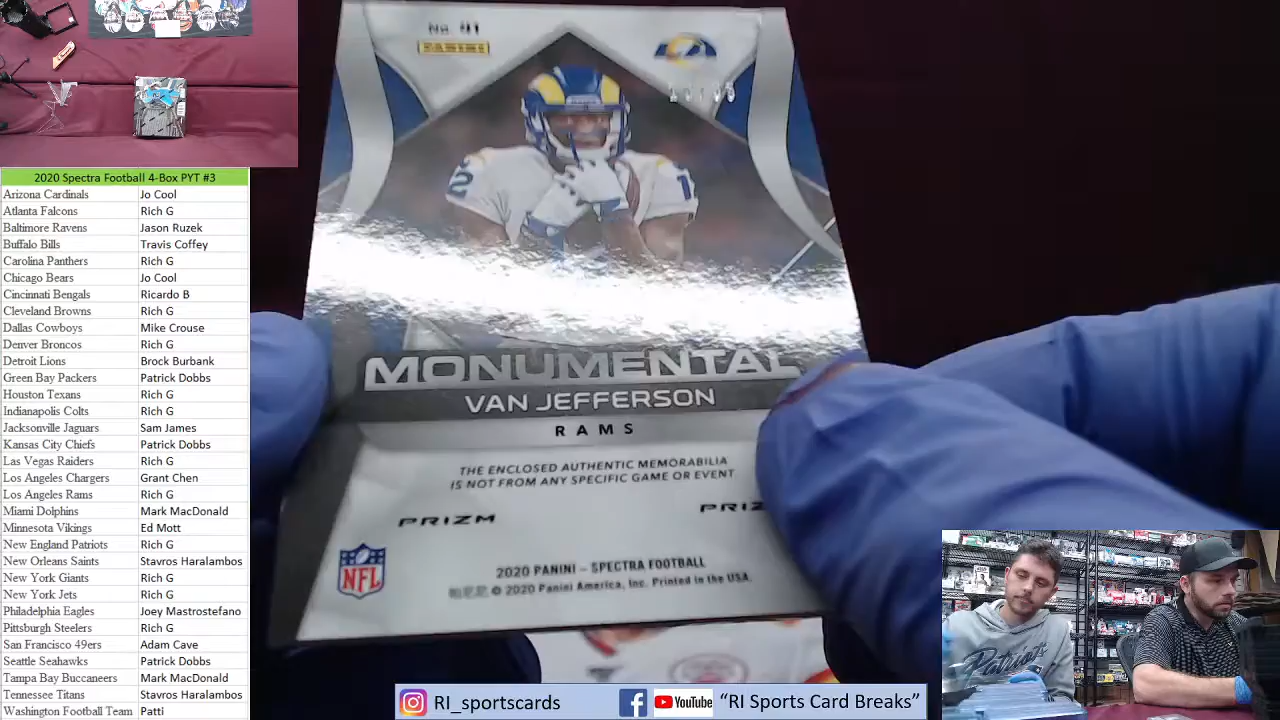 No. 41
PANINI
2 1
MONUMENTAL
VAN JEFFERSON
RAMS
THE ENCLOSED AUTHENTIC MEMORABILIA
IS NOT FROM ANY SPECIFIC GAME OR EVENT
PRIZM
NFL
2020 PANINI – SPECTRA FOOTBALL
© 2020 Panini America, Inc. Printed in the USA.
2020 Spectra Football 4-Box PYT #3
Arizona Cardinals Jo Cool
Atlanta Falcons Rich G
Baltimore Ravens Jason Ruzek
Buffalo Bills Travis Coffey
Carolina Panthers Rich G
Chicago Bears Jo Cool
Cincinnati Bengals Ricardo B
Cleveland Browns Rich G
Dallas Cowboys Mike Crouse
Denver Broncos Rich G
Detroit Lions Brock Burbank
Green Bay Packers Patrick Dobbs
Houston Texans Rich G
Indianapolis Colts Rich G
Jacksonville Jaguars Sam James
Kansas City Chiefs Patrick Dobbs
Las Vegas Raiders Rich G
Los Angeles Chargers Grant Chen
Los Angeles Rams Rich G
Miami Dolphins Mark MacDonald
Minnesota Vikings Ed Mott
New England Patriots Rich G
New Orleans Saints Stavros Haralambos
New York Giants Rich G
New York Jets Rich G
Philadelphia Eagles Joey Mastrostefano
Pittsburgh Steelers Rich G
San Francisco 49ers Adam Cave
Seattle Seahawks Patrick Dobbs
Tampa Bay Buccaneers Mark MacDonald
Tennessee Titans Stavros Haralambos
Washington Football Team Patti
Patriots
RI_sportscards YouTube "RI Sports Card Breaks"